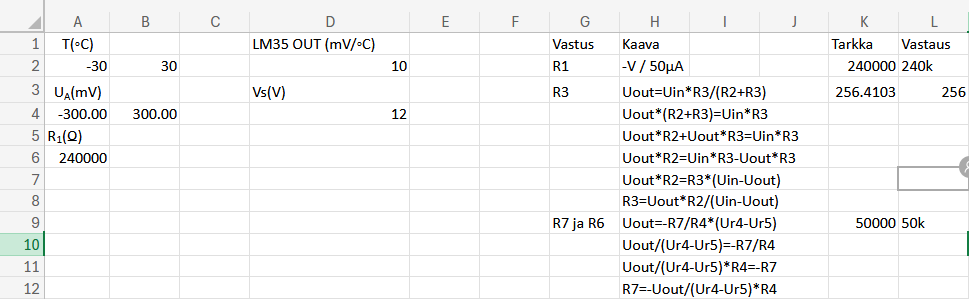 A B C D E F G H I J K L
1 T(∘C) LM35 OUT (mV/∘C) Vastus Kaava Tarkka Vastaus
2 -30 30 10 R1 -V / 50µA 240000 240k
3 UA(mV) Vs(V) R3 Uout=Uin*R3/(R2+R3) 256.4103 256
4 -300.00 300.00 12 Uout*(R2+R3)=Uin*R3
5 R1(Ω) Uout*R2+Uout*R3=Uin*R3
6 240000 Uout*R2=Uin*R3-Uout*R3
7 Uout*R2=R3*(Uin-Uout)
8 R3=Uout*R2/(Uin-Uout)
9 R7 ja R6 Uout=-R7/R4*(Ur4-Ur5) 50000 50k
10 Uout/(Ur4-Ur5)=-R7/R4
11 Uout/(Ur4-Ur5)*R4=-R7
12 R7=-Uout/(Ur4-Ur5)*R4